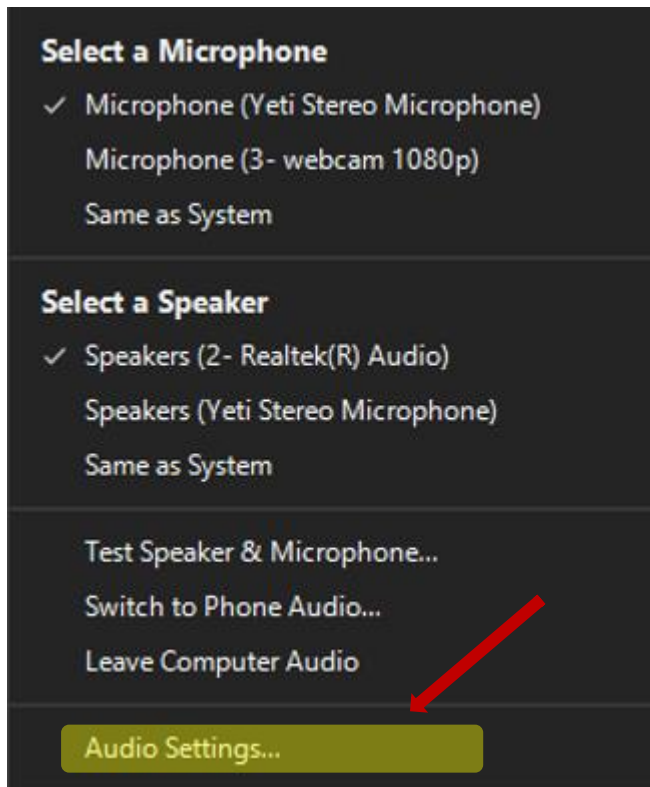 Select a Microphone
Microphone (Yeti Stereo Microphone)
Microphone (3- webcam 1080p)
Same as System
Select a Speaker
Speakers (2- Realtek(R) Audio)
Speakers (Yeti Stereo Microphone)
Same as System
Test Speaker & Microphone...
Switch to Phone Audio...
Leave Computer Audio
Audio Settings...